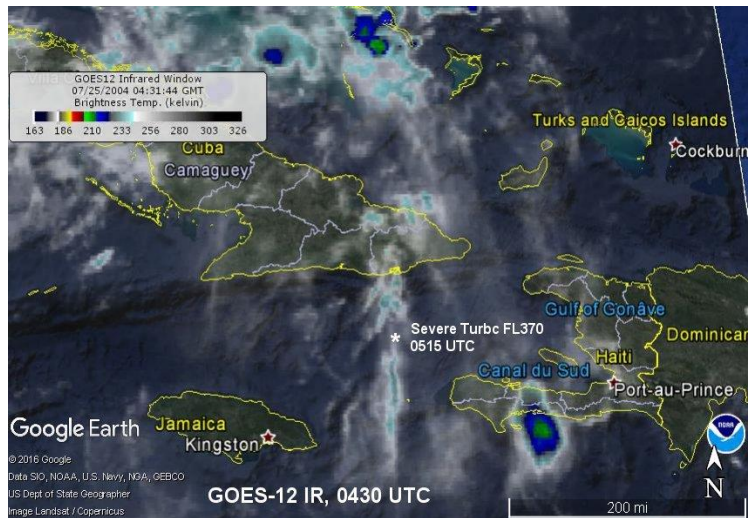 GOES12 Infrared Window
07/25/2004 04:31:44 GMT
Brightness Temp. (kelvin)
163 186 210 233 256 280 303 326
Turks and Caicos Islands
Cockburn
Cuba
Camaguey
Severe Turbc FL370
0515 UTC
Gulf of Gonâve
Dominican
Haiti
Canal du Sud
Port-au-Prince
Jamaica
Kingston
Google Earth
© 2016 Google
Data SIO, NOAA, U.S. Navy, NGA, GEBCO
US Dept of State Geographer
Image Landsat / Copernicus
GOES-12 IR, 0430 UTC
NOAA
N
200 mi